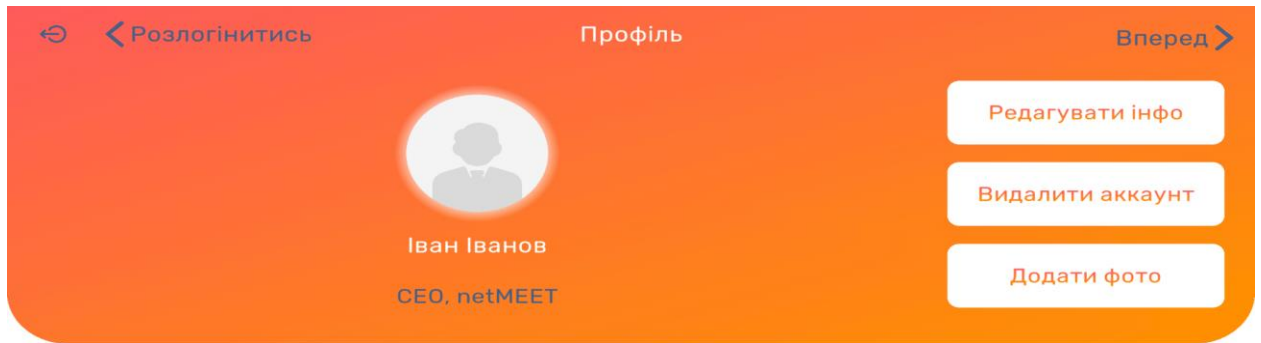 Розлогінитись
Профіль
Вперед
Редагувати інфо
Видалити аккаунт
Додати фото
Іван Іванов
CEO, netMEET